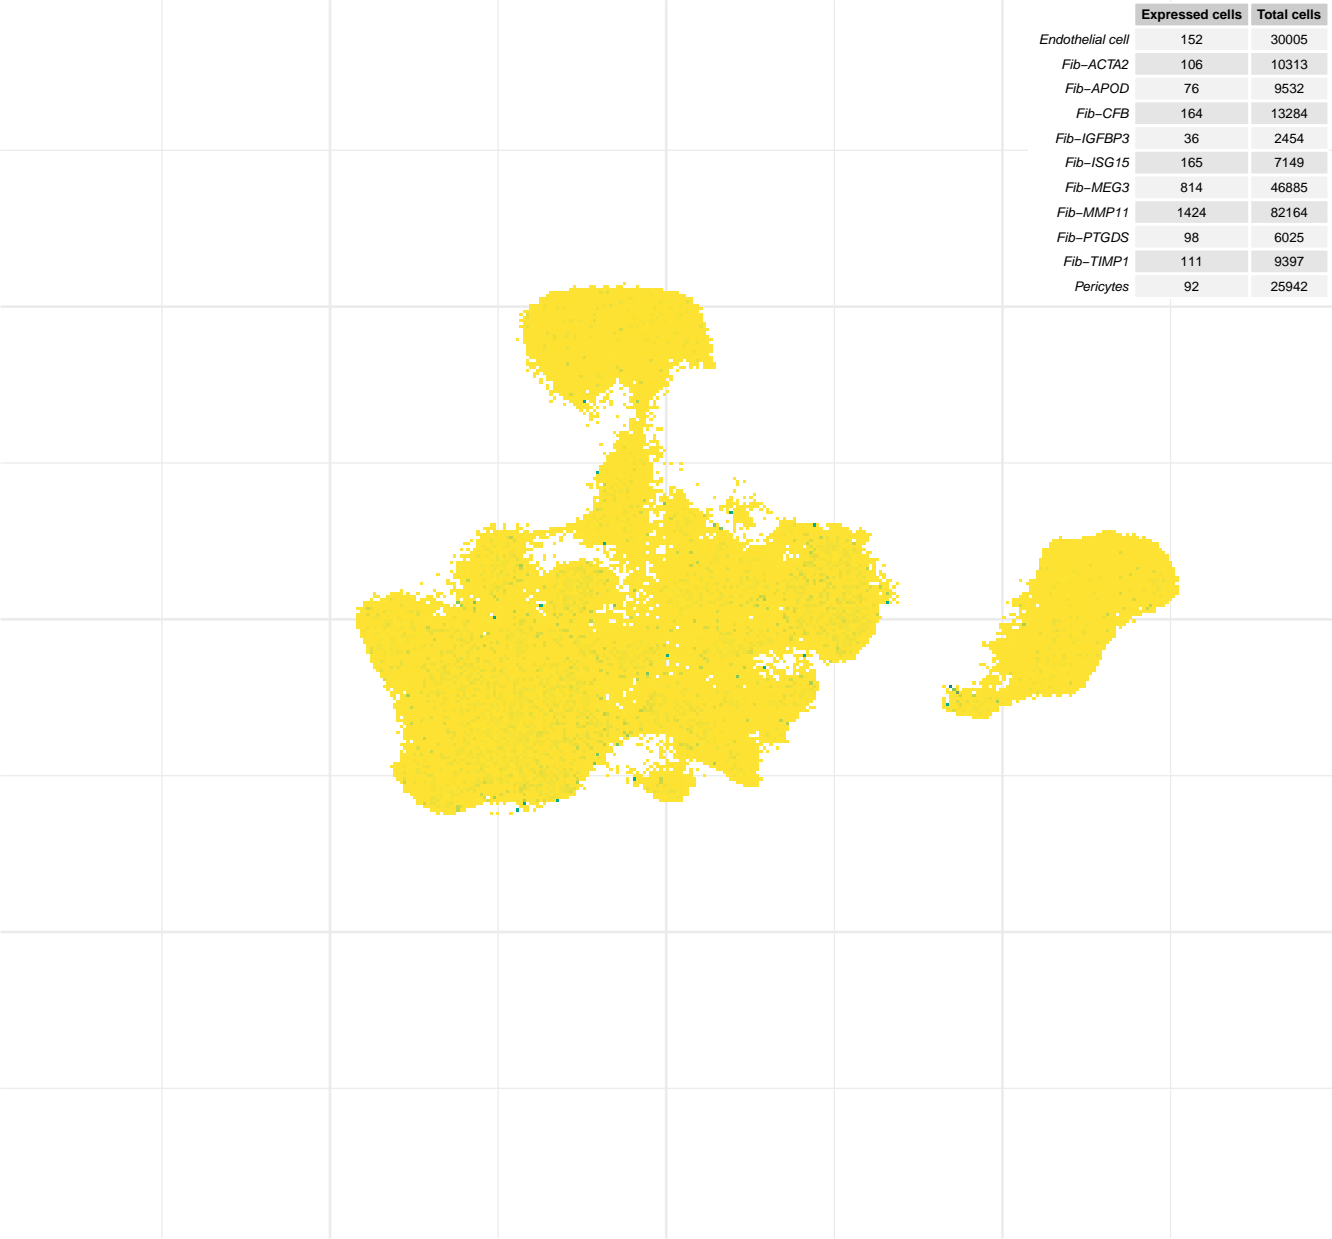 Expressed cells Total cells
Endothelial cell 152 30005
Fib−ACTA2 106 10313
Fib−APOD 76 9532
Fib−CFB 164 13284
Fib−IGFBP3 36 2454
Fib−ISG15 165 7149
Fib−MEG3 814 46885
Fib−MMP11 1424 82164
Fib−PTGDS 98 6025
Fib−TIMP1 111 9397
Pericytes 92 25942